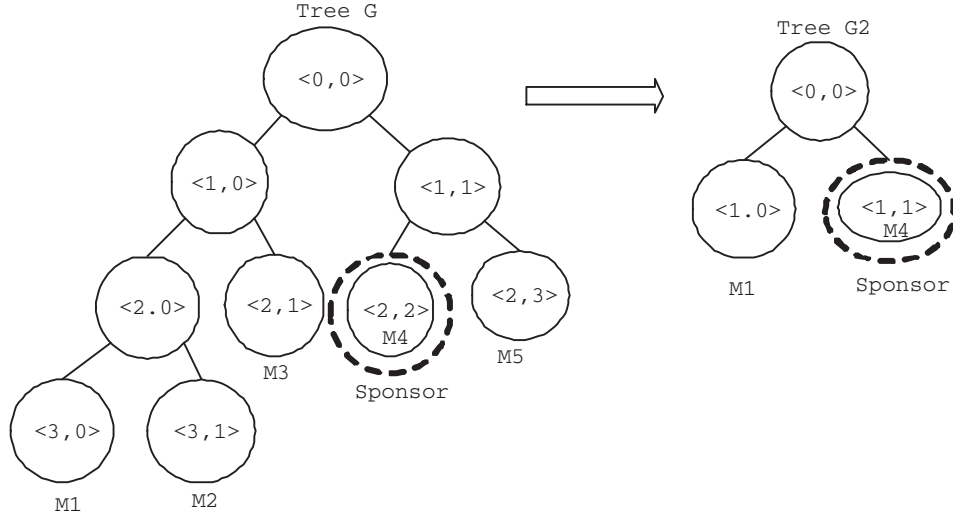 Tree G
<0,0>
<1,0>
<1,1>
<2.0>
<2,1>
<2,2>
M4
<2,3>
M3
M5
Sponsor
<3,0>
<3,1>
M1
M2
Tree G2
<0,0>
<1.0>
<1,1>
M4
M1
Sponsor